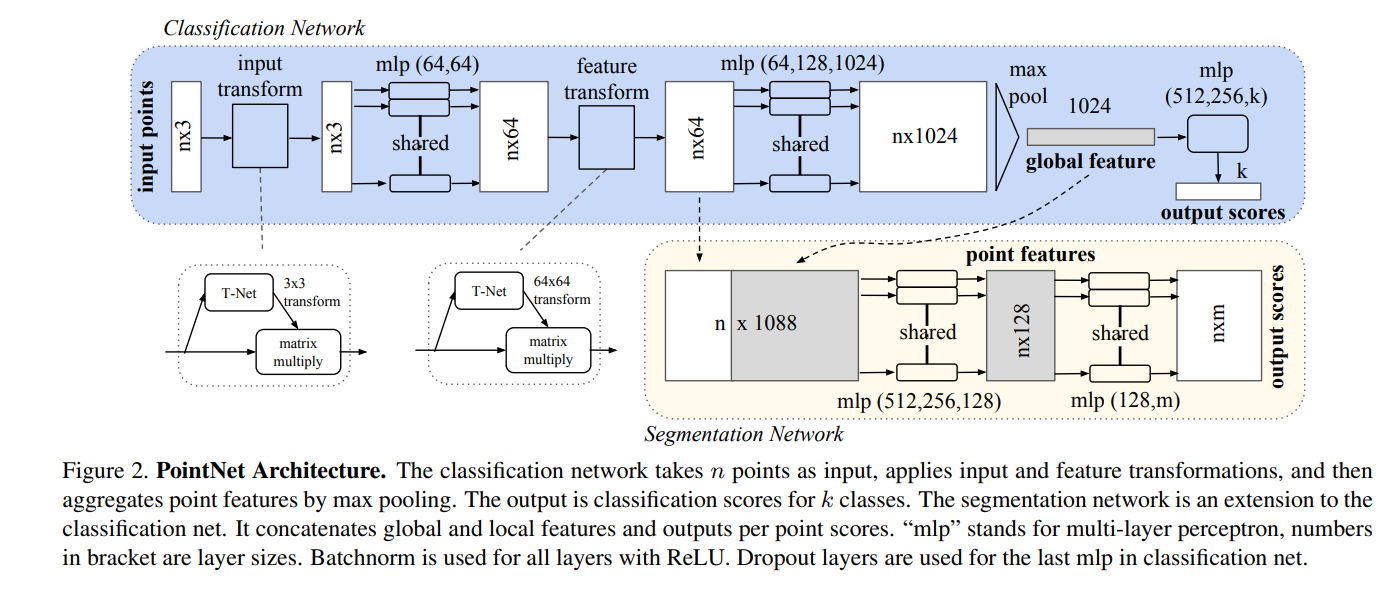 Classification Network
input points
nx3
input
transform
nx3
mlp (64,64)
shared
nx64
feature
transform
nx64
mlp (64,128,1024)
shared
nx1024
max
pool
1024
global feature
mlp
(512,256,k)
k
output scores
T-Net
3x3
transform
matrix
multiply
T-Net
64x64
transform
matrix
multiply
point features
n x 1088
shared
mlp (512,256,128)
nx128
shared
mlp (128,m)
nxm
output scores
Segmentation Network
Figure 2. PointNet Architecture. The classification network takes n points as input, applies input and feature transformations, and then
aggregates point features by max pooling. The output is classification scores for k classes. The segmentation network is an extension to the
classification net. It concatenates global and local features and outputs per point scores. “mlp” stands for multi-layer perceptron, numbers
in bracket are layer sizes. Batchnorm is used for all layers with ReLU. Dropout layers are used for the last mlp in classification net.